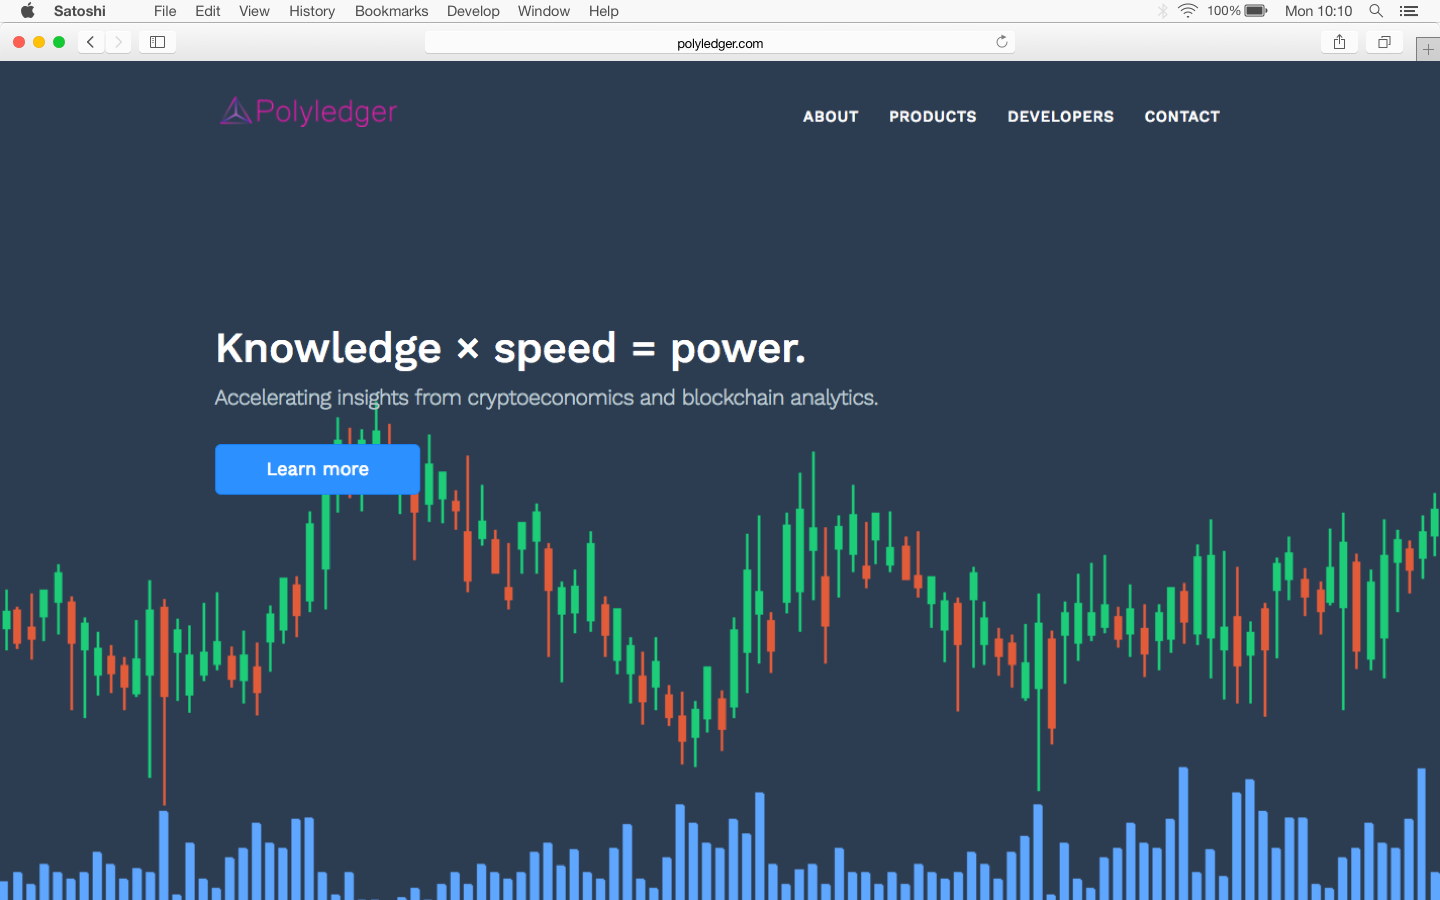 Satoshi File Edit View History Bookmarks Develop Window Help 100% Mon 10:10
polyledger.com
Polyledger ABOUT PRODUCTS DEVELOPERS CONTACT
Knowledge × speed = power.
Accelerating insights from cryptoeconomics and blockchain analytics.
Learn more